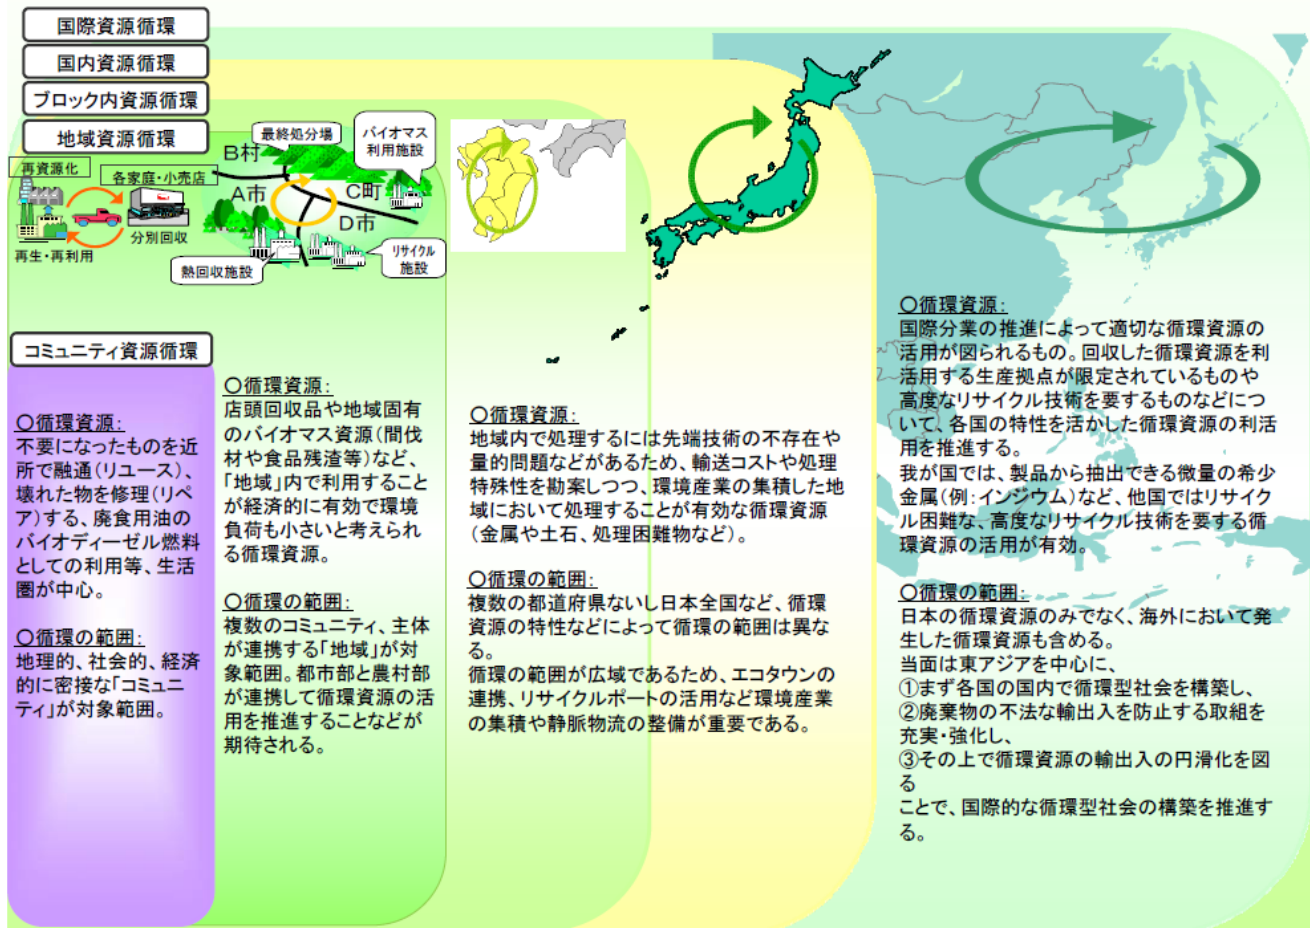 国際資源循環
国内資源循環
ブロック内資源循環
地域資源循環
再資源化
各家庭・小売店
分別回収
再生・再利用
最終処分場
バイオマス
利用施設
B村
A市
C町
D市
熱回収施設
リサイクル
施設
コミュニティ資源循環
〇循環資源:
不要になったものを近
所で融通(リユース)、
壊れた物を修理(リペ
ア)する、廃食用油の
バイオディーゼル燃料
としての利用等、生活
圏が中心。
〇循環の範囲:
地理的、社会的、経済
的に密接な「コミュニ
ティ」が対象範囲。
〇循環資源:
店頭回収品や地域固有
のバイオマス資源(間伐
材や食品残渣等)など、
「地域」内で利用すること
が経済的に有効で環境
負荷も小さいと考えられ
る循環資源。
〇循環の範囲:
複数のコミュニティ、主体
が連携する「地域」が対
象範囲。都市部と農村部
が連携して循環資源の活
用を推進することなどが
期待される。
〇循環資源:
地域内で処理するには先端技術の不存在や
量的問題などがあるため、輸送コストや処理
特殊性を勘案しつつ、環境産業の集積した地
域において処理することが有効な循環資源
(金属や土石、処理困難物など)。
〇循環の範囲:
複数の都道府県ないし日本全国など、循環
資源の特性などによって循環の範囲は異な
る。
循環の範囲が広域であるため、エコタウンの
連携、リサイクルポートの活用など環境産業
の集積や静脈物流の整備が重要である。
〇循環資源:
国際分業の推進によって適切な循環資源の
活用が図られるもの。回収した循環資源を利
活用する生産拠点が限定されているものや
高度なリサイクル技術を要するものなどにつ
いて、各国の特性を活かした循環資源の利活
用を推進する。
我が国では、製品から抽出できる微量の希少
金属(例:インジウム)など、他国ではリサイク
ル困難な、高度なリサイクル技術を要する循
環資源の活用が有効。
〇循環の範囲:
日本の循環資源のみでなく、海外において発
生した循環資源も含める。
当面は東アジアを中心に、
①まず各国の国内で循環型社会を構築し、
②廃棄物の不法な輸出入を防止する取組を
充実・強化し、
③その上で循環資源の輸出入の円滑化を図
る
ことで、国際的な循環型社会の構築を推進す
る。